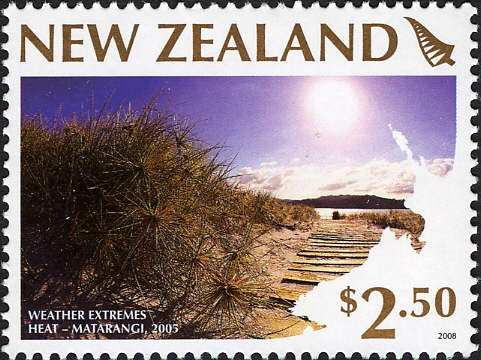 NEW ZEALAND
WEATHER EXTREMES
HEAT – MATARANGI, 2005
$2.50
2008